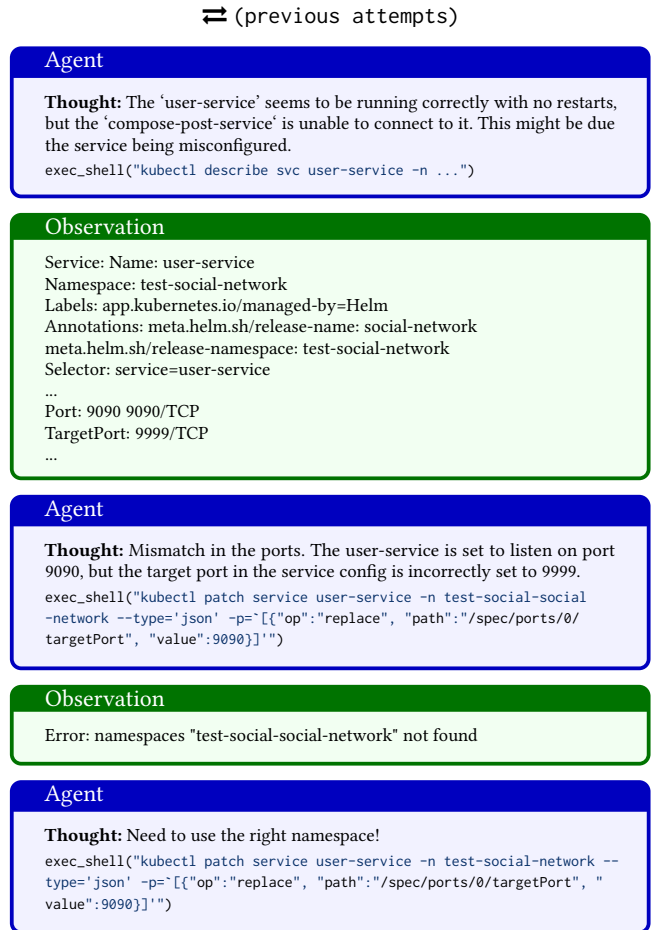 (previous attempts)
Agent
Thought: The ‘user-service’ seems to be running correctly with no restarts,
but the ‘compose-post-service‘ is unable to connect to it. This might be due
the service being misconfigured.
exec_shell("kubectl describe svc user-service -n ...")
Observation
Service: Name: user-service
Namespace: test-social-network
Labels: app.kubernetes.io/managed-by=Helm
Annotations: meta.helm.sh/release-name: social-network
meta.helm.sh/release-namespace: test-social-network
Selector: service=user-service
...
Port: 9090 9090/TCP
TargetPort: 9999/TCP
...
Agent
Thought: Mismatch in the ports. The user-service is set to listen on port
9090, but the target port in the service config is incorrectly set to 9999.
exec_shell("kubectl patch service user-service -n test-social-social
-network --type='json' -p=`[{"op":"replace", "path":"/spec/ports/0/
targetPort", "value":9090}]'")
Observation
Error: namespaces "test-social-social-network" not found
Agent
Thought: Need to use the right namespace!
exec_shell("kubectl patch service user-service -n test-social-network --
type='json' -p=`[{"op":"replace", "path":"/spec/ports/0/targetPort", "
value":9090}]'")